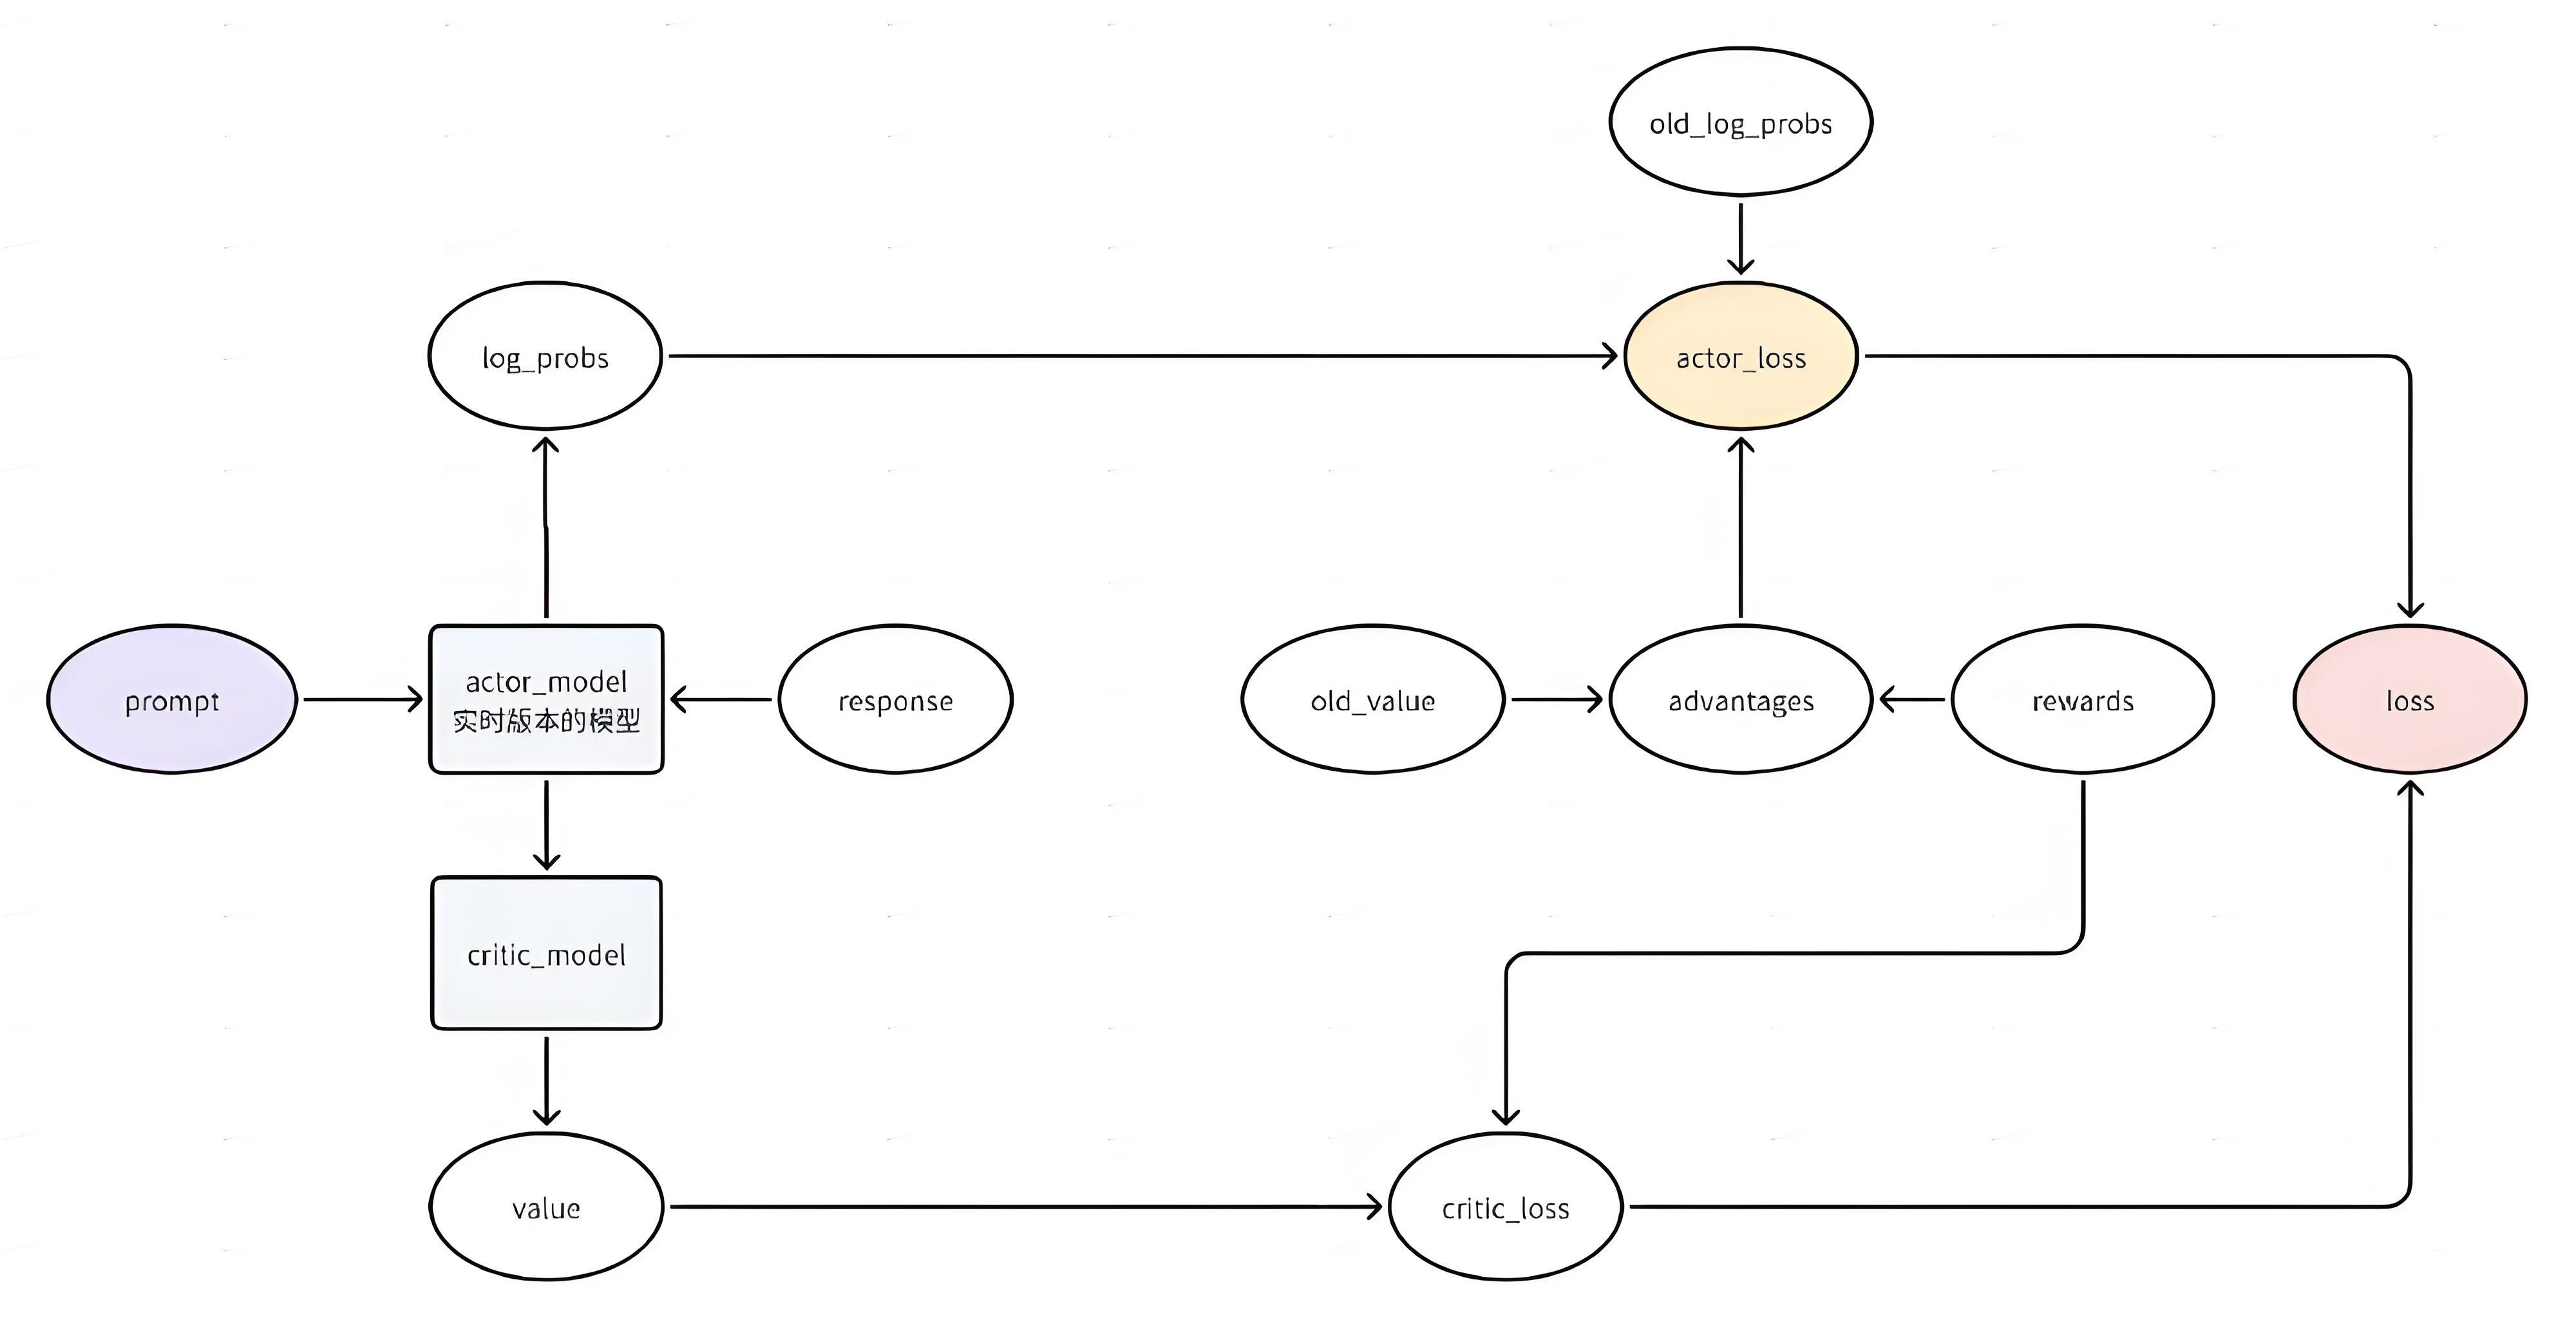 old_log_probs
log_probs
actor_loss
prompt
actor_model
实时版本的模型
response
old_value
advantages
rewards
loss
critic_model
value
critic_loss